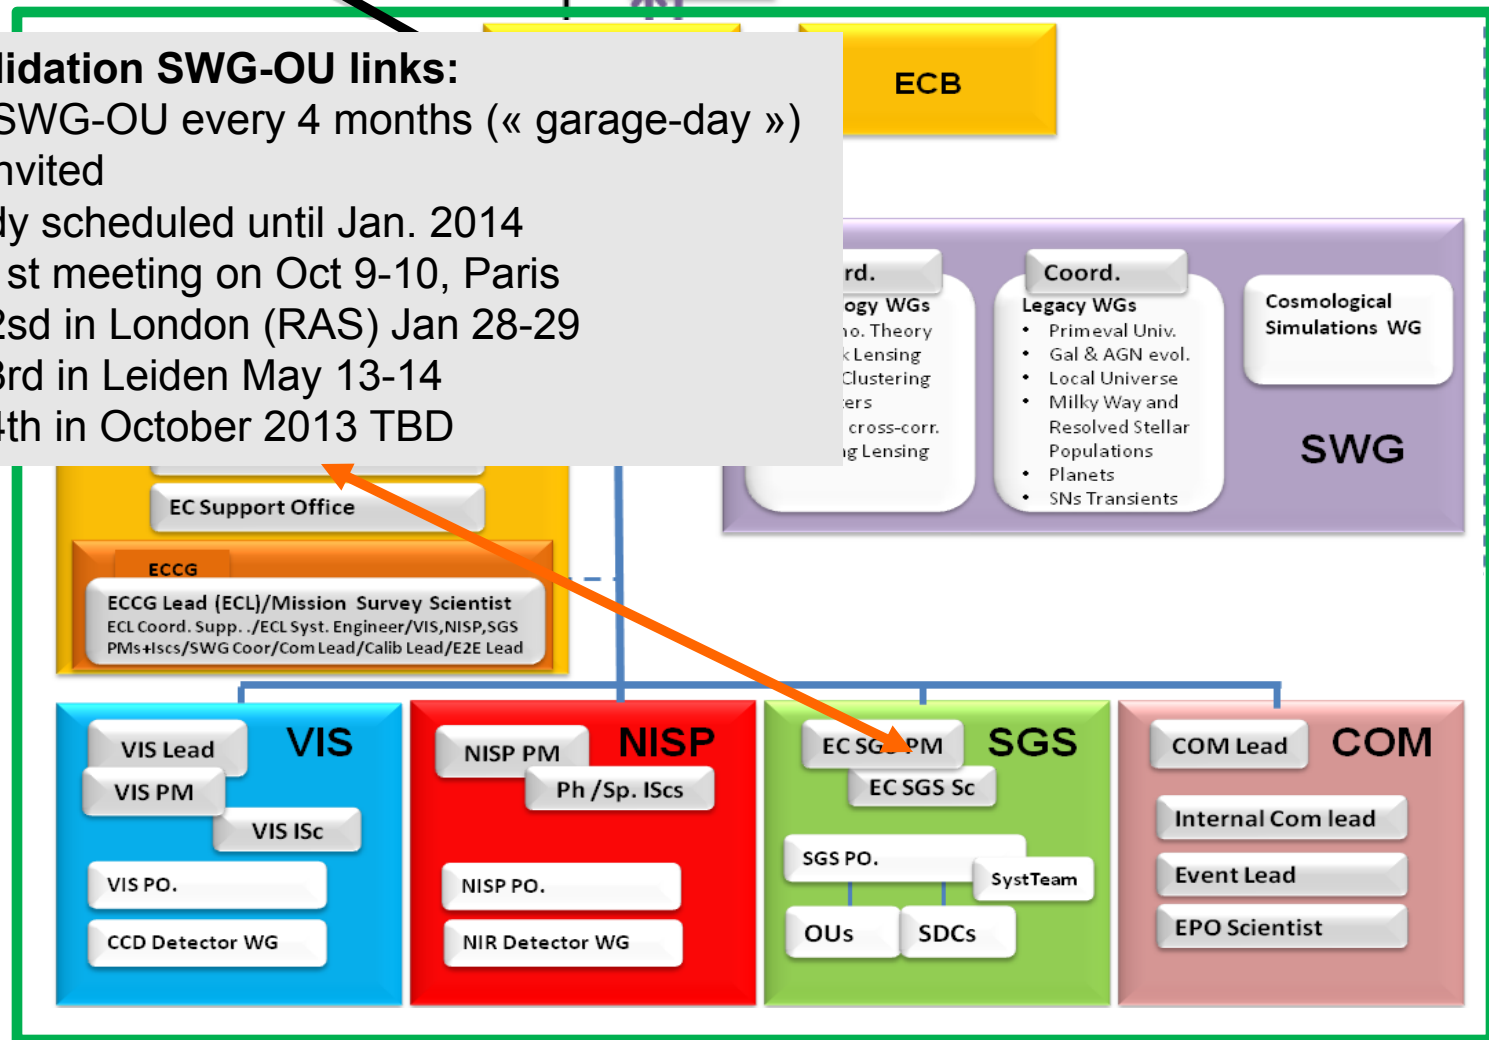 lidation SWG-OU links:
SWG-OU every 4 months (« garage-day »)
nvited
dy scheduled until Jan. 2014
1st meeting on Oct 9-10, Paris
2sd in London (RAS) Jan 28-29
3rd in Leiden May 13-14
4th in October 2013 TBD
ECB
rd.
ogy WGs
no. Theory
k Lensing
Clustering
ers
cross-corr.
ng Lensing
Coord.
Legacy WGs
• Primeval Univ.
• Gal & AGN evol.
• Local Universe
• Milky Way and
Resolved Stellar
Populations
• Planets
• SNs Transients
Cosmological
Simulations WG
SWG
EC Support Office
ECCG
ECCG Lead (ECL)/Mission Survey Scientist
ECL Coord. Supp. ./ECL Syst. Engineer/VIS,NISP,SGS
PMs+Iscs/SWG Coor/Com Lead/Calib Lead/E2E Lead
VIS
VIS Lead
VIS PM
VIS ISc
VIS PO.
CCD Detector WG
NISP
NISP PM
Ph /Sp. IScs
NISP PO.
NIR Detector WG
SGS
EC SGS PM
EC SGS Sc
SGS PO.
SystTeam
OUs
SDCs
COM
COM Lead
Internal Com lead
Event Lead
EPO Scientist